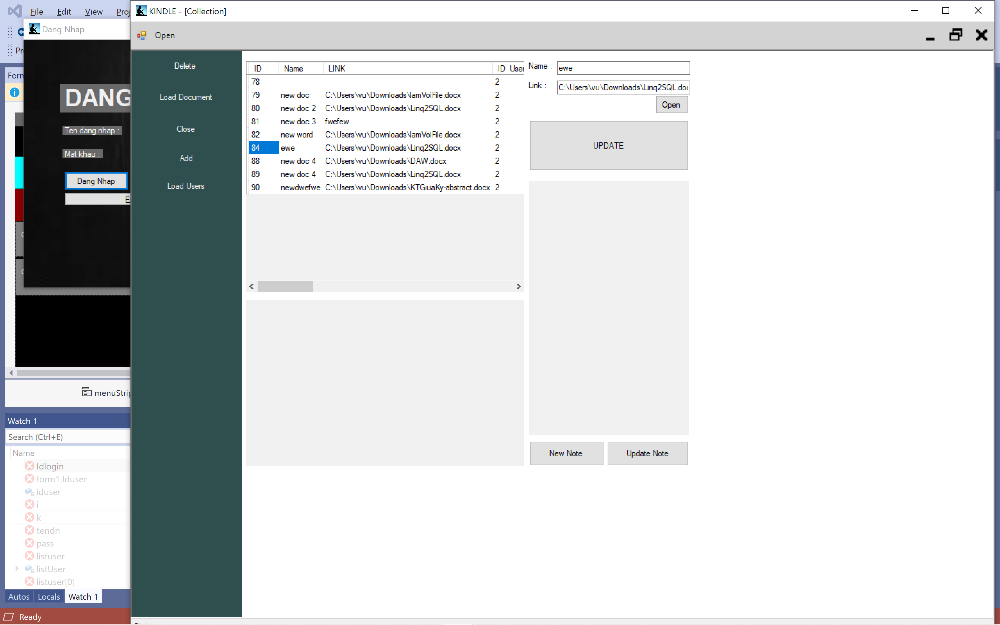 File Edit View
Dang Nhap
KINDLE - [Collection]
Open
DANG
Ten dang nhap :
Mat khau :
Dang Nhap
Delete
Load Document
Close
Add
Load Users
ID Name LINK ID User
78 2
79 new doc C:\Users\vu\Downloads\lamVoiFile.docx 2
80 new doc 2 C:\Users\vu\Downloads\Linq2SQL.docx 2
81 new doc 3 fwefew 2
82 new word C:\Users\vu\Downloads\lamVoiFile.docx 2
84 ewe C:\Users\vu\Downloads\Linq2SQL.docx 2
88 new doc 4 C:\Users\vu\Downloads\DAW.docx 2
89 new doc 4 C:\Users\vu\Downloads\Linq2SQL.docx 2
90 newdwefwe C:\Users\vu\Downloads\KTGiuaKy-abstract.docx 2
Name : ewe
Link : C:\Users\vu\Downloads\Linq2SQL.doc
Open
UPDATE
New Note Update Note
menuStrip
Watch 1
Search (Ctrl+E)
Name
Idlogin
form1.Iduser
iduser
i
k
tendn
pass
listuser
listUser
listuser[0]
Autos Locals Watch 1
Ready